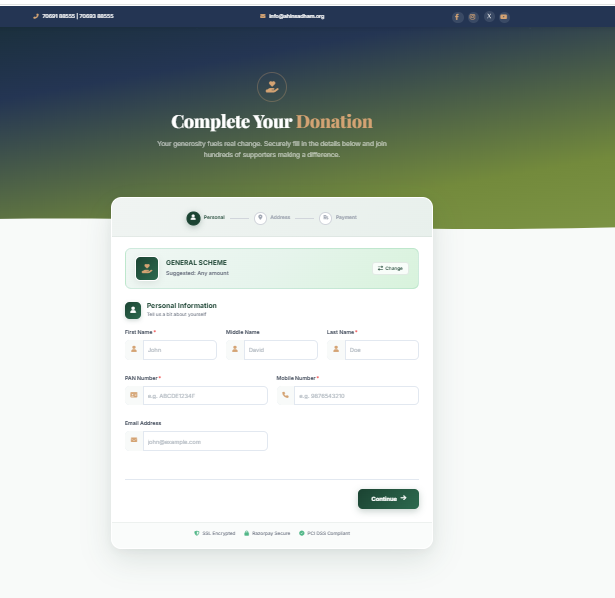 70691 88555 | 70693 88555
info@shineadham.org
Complete Your Donation
Your generosity fuels real change. Securely fill in the details below and join
hundreds of supporters making a difference.
Personal
Address
Payment
GENERAL SCHEME
Suggested: Any amount
Change
Personal Information
Tell us a bit about yourself
First Name *
Middle Name
Last Name *
John
David
Doe
PAN Number *
Mobile Number *
e.g. ABCDE1234F
e.g. 9876543210
Email Address
john@example.com
Continue
SSL Encrypted
Razorpay Secure
PCI DSS Compliant